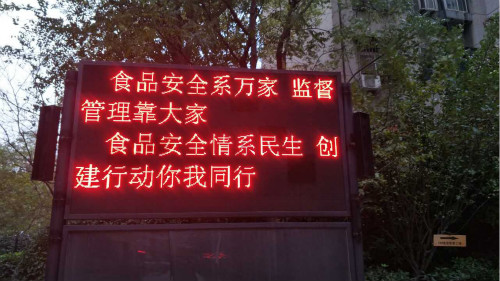 食品安全系万家 监督
管理靠大家
食品安全情系民生 创
建行动你我同行